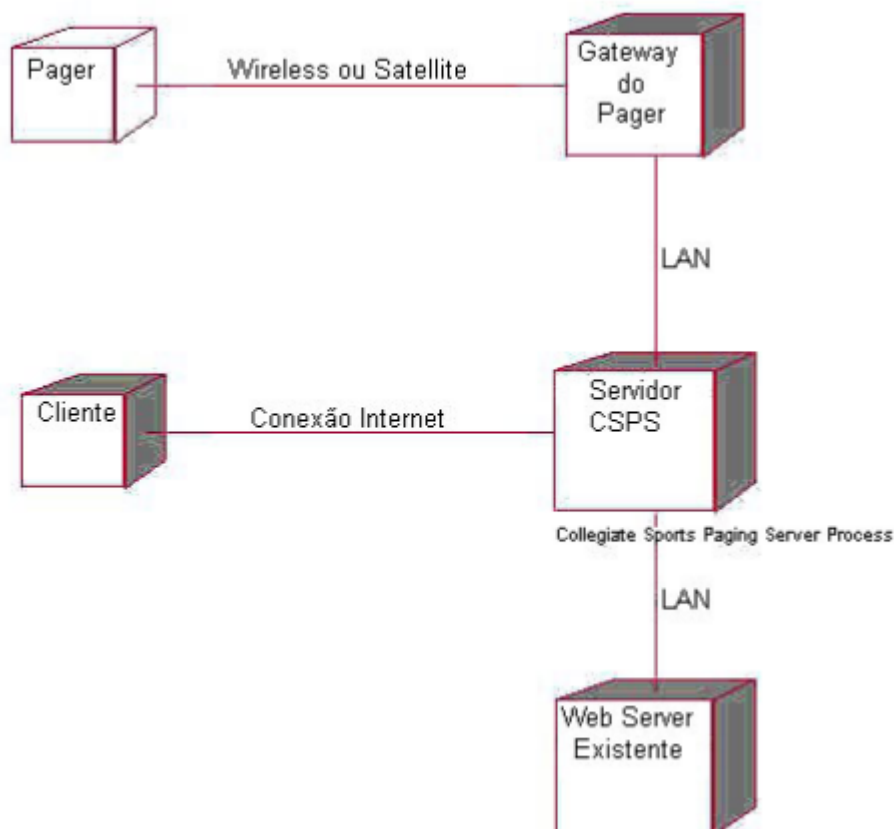 Pager
Wireless ou Satellite
Gateway
do
Pager
LAN
Cliente
Conexão Internet
Servidor
CSPS
Collegiate Sports Paging Server Process
LAN
Web Server
Existente